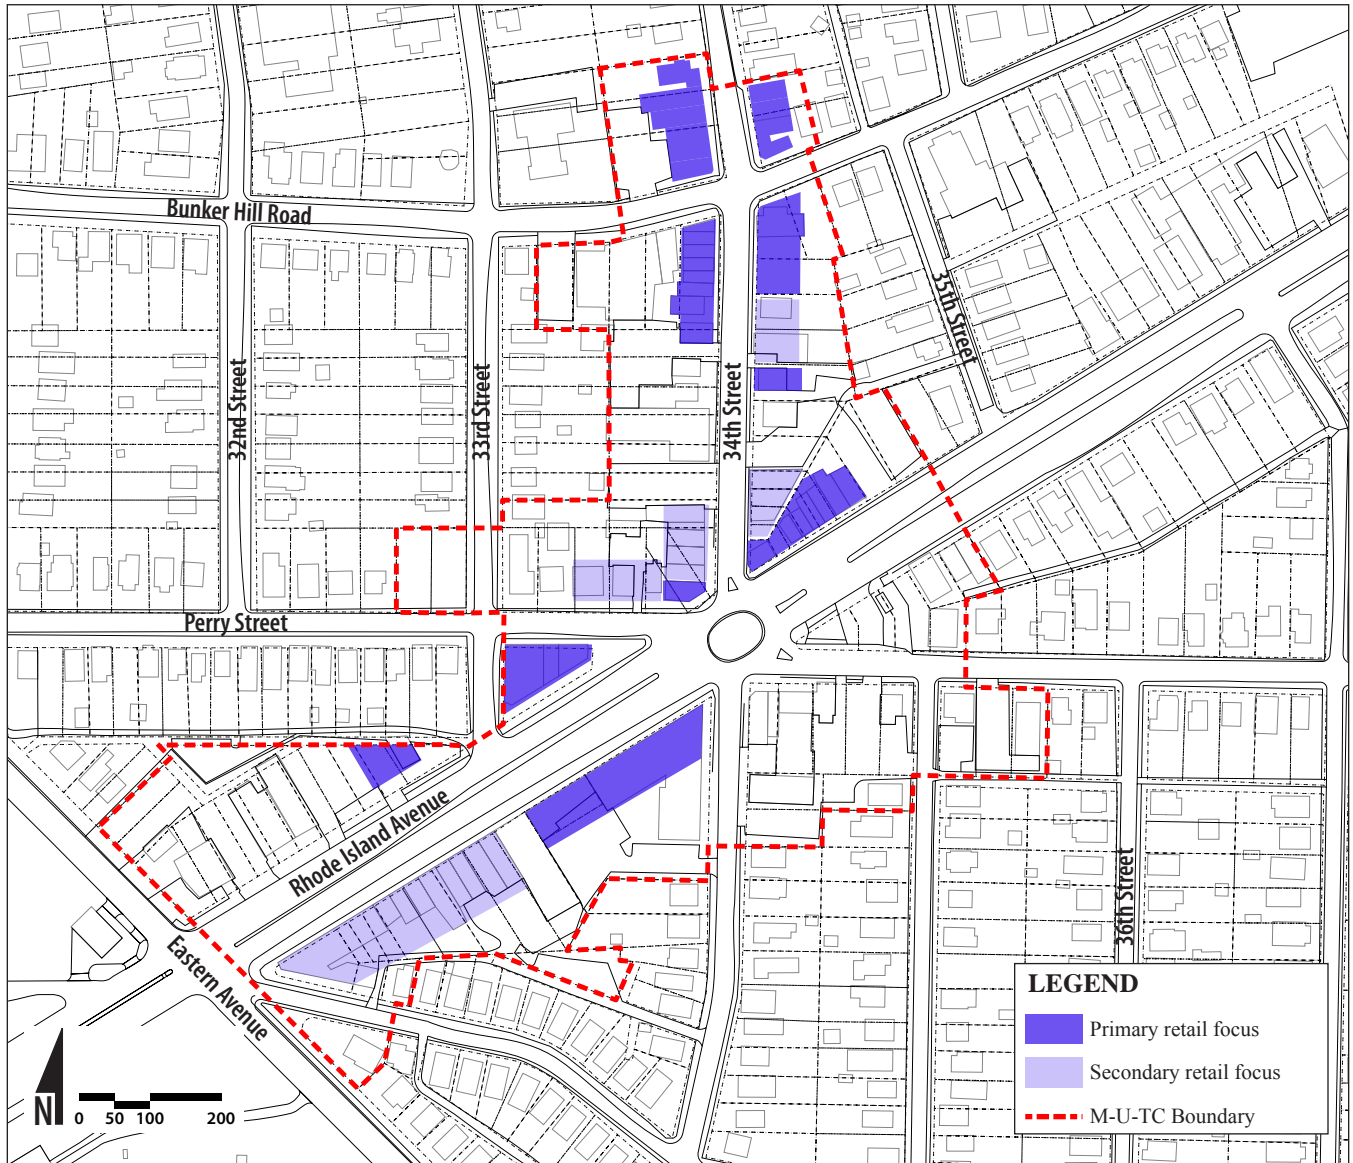 Bunker Hill Road
35th Street
32nd Street
33rd Street
34th Street
Perry Street
Rhode Island Avenue
36th Street
Eastern Avenue
LEGEND
Primary retail focus
Secondary retail focus
M-U-TC Boundary
N
0 50 100 200